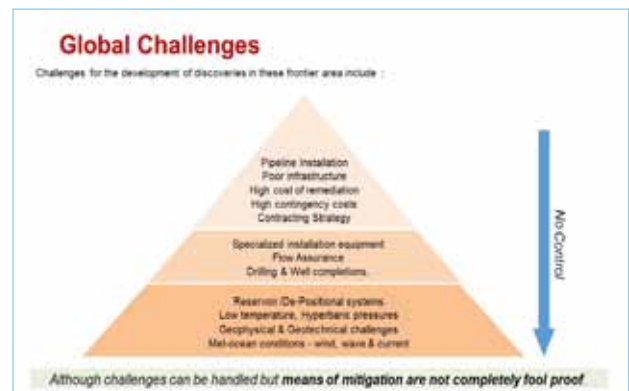 Global Challenges
Challenges for the development of discoveries in these frontier area include :
Pipeline Installation
Poor infrastructure
High cost of remediation
High contingency costs
Contracting Strategy
Specialized installation equipment
Flow Assurance
Drilling & Well completions.
Reservoir /De-Positional systems
Low temperature, Hyperbaric pressures
Geophysical & Geotechnical challenges
Met-ocean conditions - wind, wave & current
No Control
Although challenges can be handled but means of mitigation are not completely fool proof